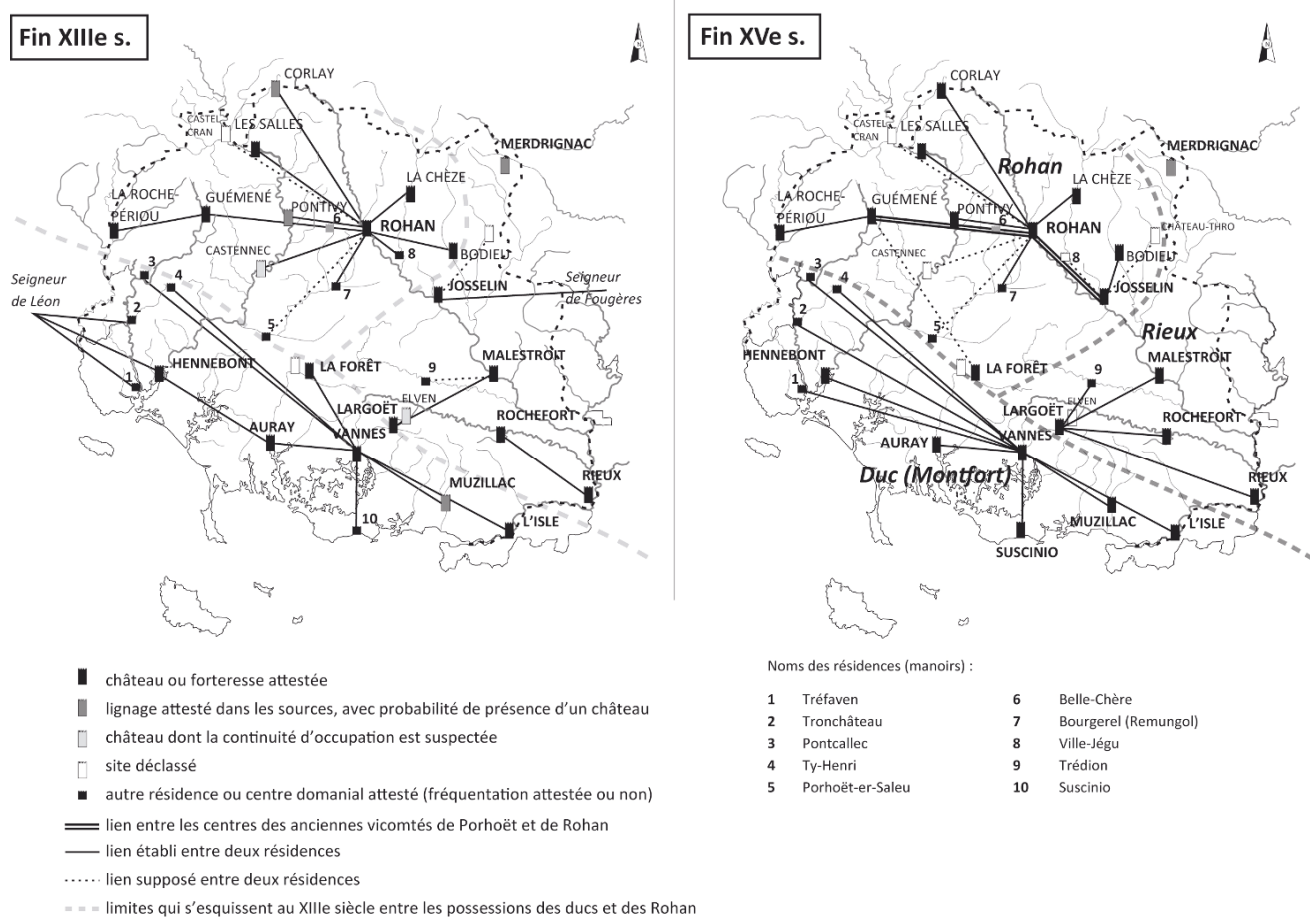 Fin XIIIe s.
N
CORLAY
CASTEL
CRAN
LES SALLES
MERDRIGNAC
LA CHÈZE
LA ROCHE-
PÉRIOU
GUÉMENÉ
PONTIVY
6
ROHAN
CASTENNEC
8
BODIEU
3
4
7
JOSSELIN
Seigneur
de Léon
Seigneur
de Fougères
2
5
HENNEBONT
LA FORÊT
MALESTROIT
9
1
ELVEN
LARGOËT
ROCHEFORT
AURAY
VANNES
MUZILLAC
RIEUX
10
L'ISLE
Fin XVe s.
N
CORLAY
CASTEL
CRAN
LES SALLES
Rohan
MERDRIGNAC
LA CHÈZE
LA ROCHE-
PÉRIOU
GUÉMENÉ
PONTIVY
6
ROHAN
CHÂTEAU-THRO
CASTENNEC
8
BODIEU
3
4
7
JOSSELIN
2
5
Rieux
HENNEBONT
LA FORÊT
MALESTROIT
9
1
ELVEN
LARGOËT
ROCHEFORT
AURAY
VANNES
Duc (Montfort)
RIEUX
MUZILLAC
L'ISLE
SUSCINIO
château ou forteresse attestée
lignage attesté dans les sources, avec probabilité de présence d'un château
château dont la continuité d'occupation est suspectée
site déclassé
autre résidence ou centre domanial attesté (fréquentation attestée ou non)
lien entre les centres des anciennes vicomtés de Porhoët et de Rohan
lien établi entre deux résidences
lien supposé entre deux résidences
limites qui s'esquissent au XIIIe siècle entre les possessions des ducs et des Rohan
Noms des résidences (manoirs) :
1 Tréfaven
2 Tronchâteau
3 Pontcallec
4 Ty-Henri
5 Porhoët-er-Saleu
6 Belle-Chère
7 Bourgerel (Remungol)
8 Ville-Jégu
9 Trédion
10 Suscinio